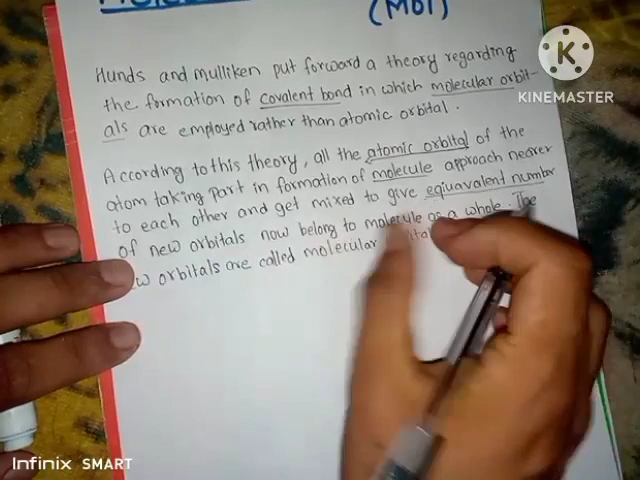 (MOT)
Hunds and mulliken put forward a theory regarding
the formation of covalent bond in which molecular orbit-
als are employed rather than atomic orbital.
According to this theory, all the atomic orbital of the
atom taking part in formation of molecule approach nearer
to each other and get mixed to give equavalent number
of new orbitals now belong to molecule as a whole. The
orbitals are called molecular
K
KINEMASTER
Infinix SMART